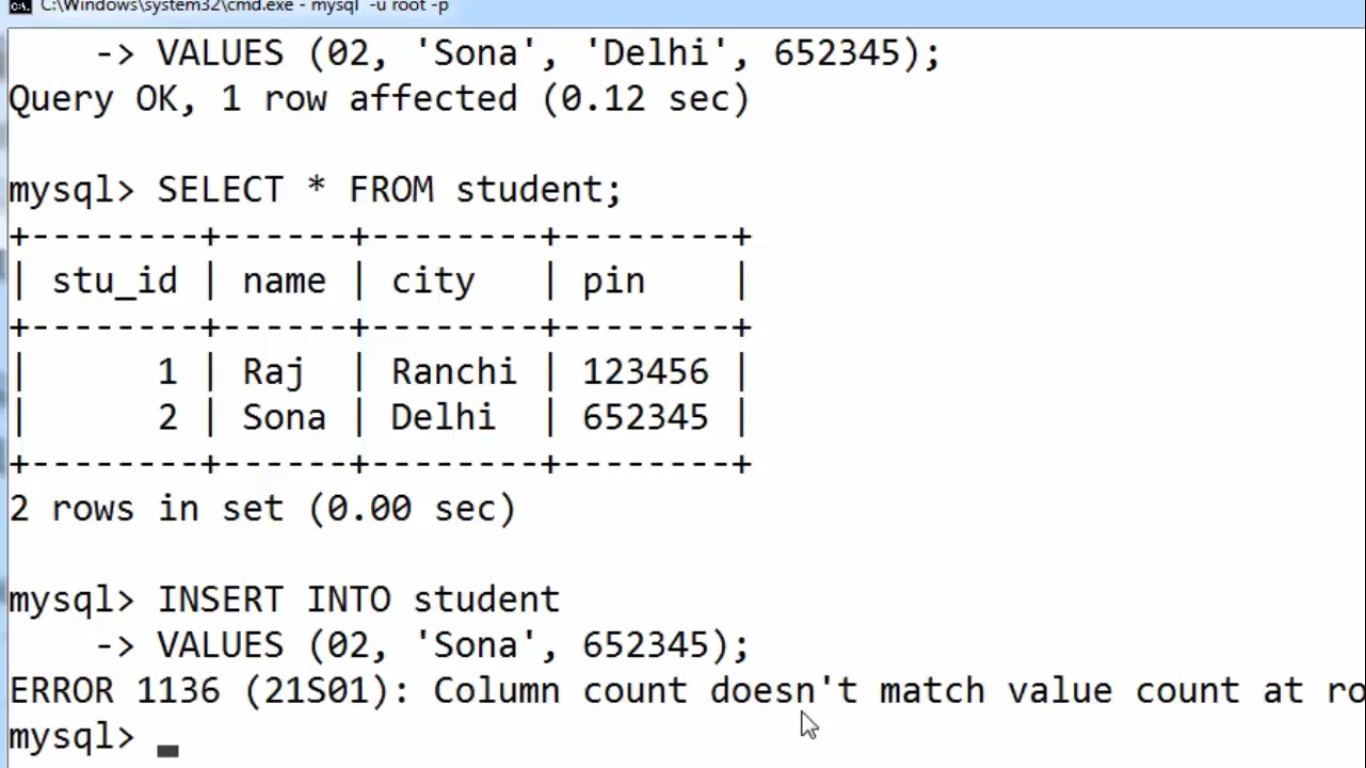 C:\Windows\system32\cmd.exe - mysql -u root -p
-> VALUES (02, 'Sona', 'Delhi', 652345);
Query OK, 1 row affected (0.12 sec)
mysql> SELECT * FROM student;
+--------+------+--------+--------+
| stu_id | name | city   | pin    |
+--------+------+--------+--------+
|      1 | Raj  | Ranchi | 123456 |
|      2 | Sona | Delhi  | 652345 |
+--------+------+--------+--------+
2 rows in set (0.00 sec)
mysql> INSERT INTO student
-> VALUES (02, 'Sona', 652345);
ERROR 1136 (21S01): Column count doesn't match value count at ro
mysql>